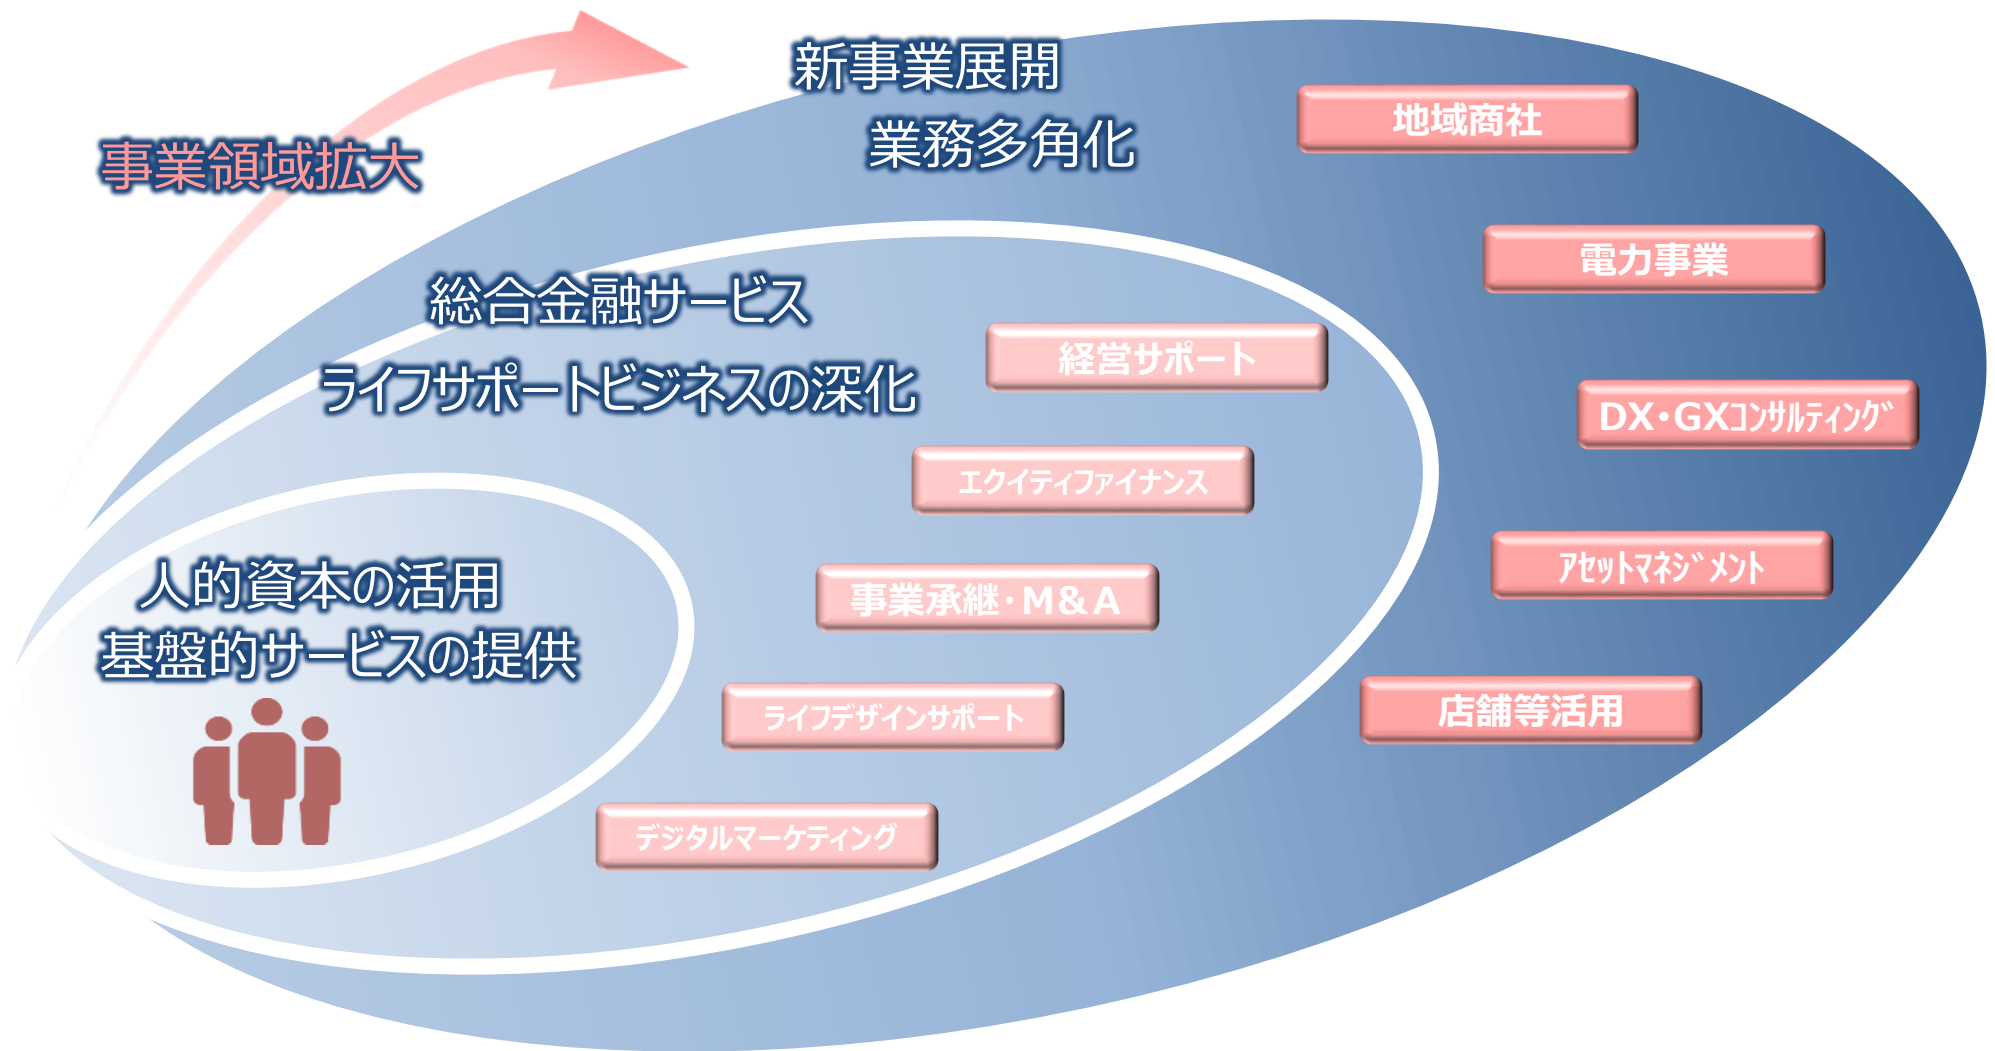 新事業展開
業務多角化
事業領域拡大
地域商社
電力事業
DX・GXｺﾝｻﾙﾃｨﾝｸﾞ
ｱｾｯﾄﾏﾈｼﾞﾒﾝﾄ
店舗等活用
総合金融サービス
ライフサポートビジネスの深化
経営サポート
エクイティファイナンス
事業承継・M＆A
ライフデザインサポート
デジタルマーケティング
人的資本の活用
基盤的サービスの提供